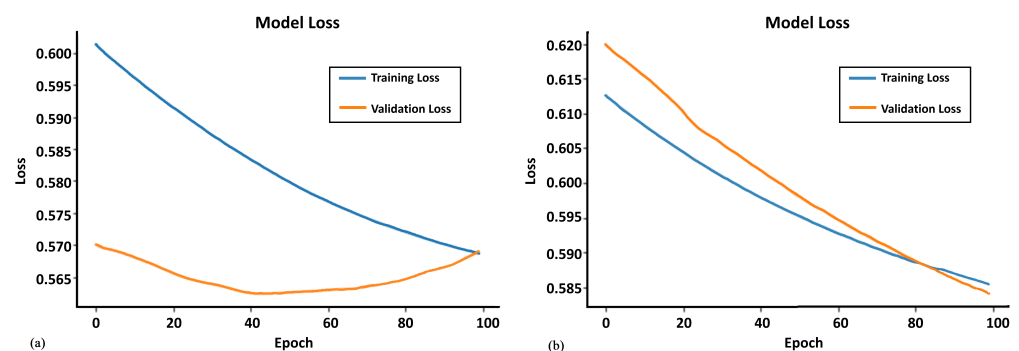 Model Loss
0.600
0.595
0.590
0.585
0.580
0.575
0.570
0.565
Loss
Training Loss
Validation Loss
0 20 40 60 80 100
Epoch
(a)
Model Loss
0.620
0.615
0.610
0.605
0.600
0.595
0.590
0.585
Loss
Training Loss
Validation Loss
0 20 40 60 80 100
Epoch
(b)